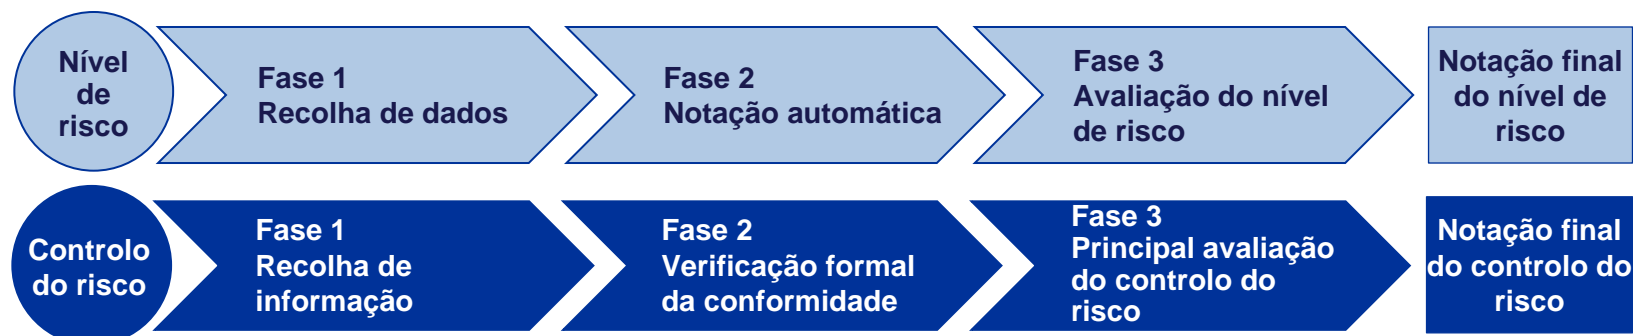 Nível
de
risco
Fase 1
Recolha de dados
Fase 2
Notação automática
Fase 3
Avaliação do nível
de risco
Notação final
do nível de
risco
Controlo
do risco
Fase 1
Recolha de
informação
Fase 2
Verificação formal
da conformidade
Fase 3
Principal avaliação
do controlo do
risco
Notação final
do controlo do
risco